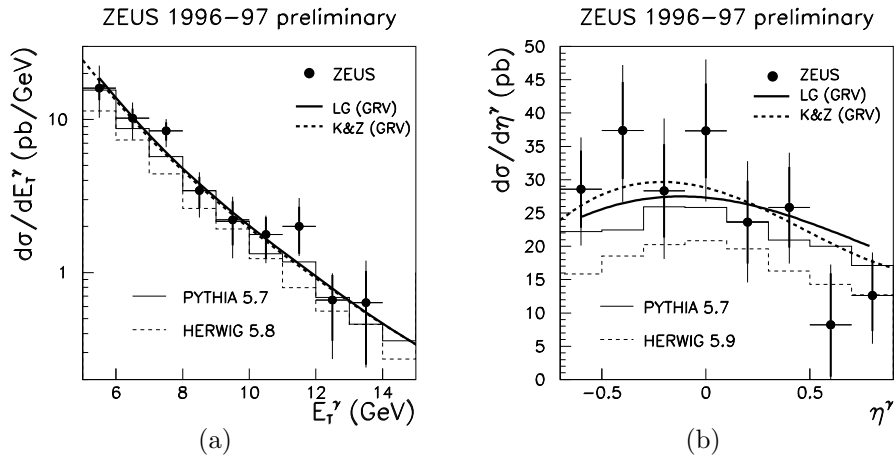 ZEUS 1996–97 preliminary
dσ/dE_T^γ (pb/GeV)
10
1
ZEUS
LG (GRV)
K&Z (GRV)
PYTHIA 5.7
HERWIG 5.8
6 8 10 12 14
E_T^γ (GeV)
(a)
ZEUS 1996–97 preliminary
dσ/dη^γ (pb)
50
45
40
35
30
25
20
15
10
5
0
ZEUS
LG (GRV)
K&Z (GRV)
PYTHIA 5.7
HERWIG 5.9
−0.5 0 0.5
η^γ
(b)